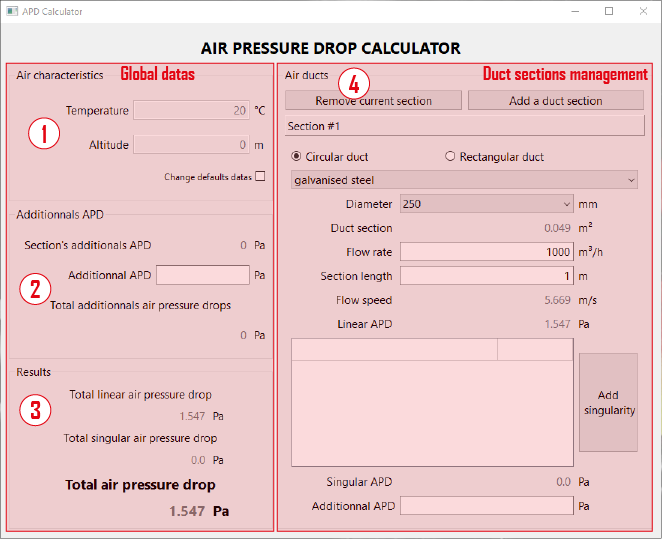 APD Calculator
AIR PRESSURE DROP CALCULATOR
Air characteristics Global datas
Temperature 20 °C
1
Altitude 0 m
Change defaults datas
Additionnals APD
Section's additionals APD 0 Pa
2 Additionnal APD Pa
Total additionnals air pressure drops
0 Pa
Results
Total linear air pressure drop
3 1.547 Pa
Total singular air pressure drop
0.0 Pa
Total air pressure drop
1.547 Pa
Air ducts 4 Duct sections management
Remove current section Add a duct section
Section #1
Circular duct Rectangular duct
galvanised steel
Diameter 250 mm
Duct section 0.049 m²
Flow rate 1000 m³/h
Section length 1 m
Flow speed 5.669 m/s
Linear APD 1.547 Pa
Add
singularity
Singular APD 0.0 Pa
Additionnal APD Pa